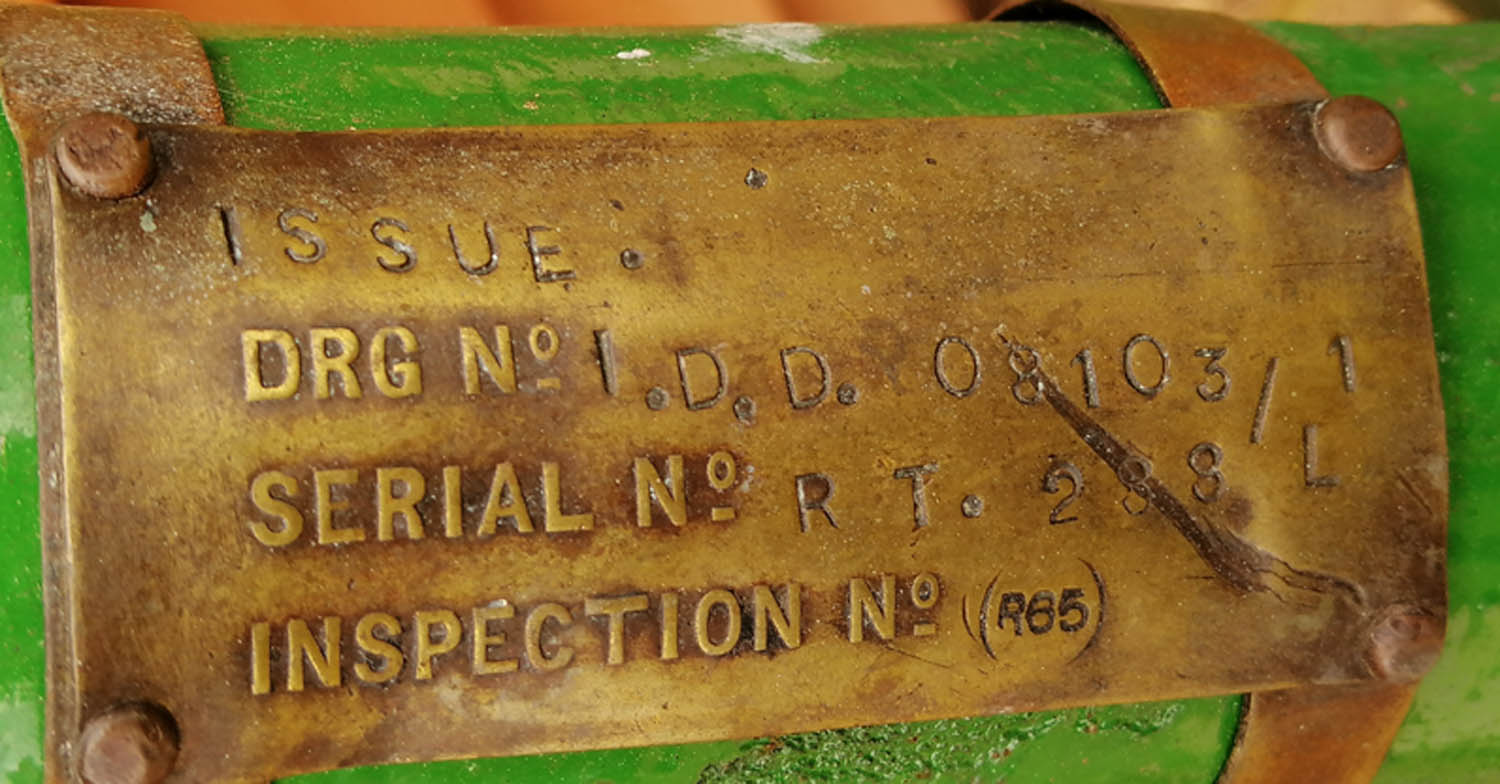 ISSUE.
DRG Nº I.D.D. 08103/1
SERIAL Nº RT. 288 L
INSPECTION Nº (R65)